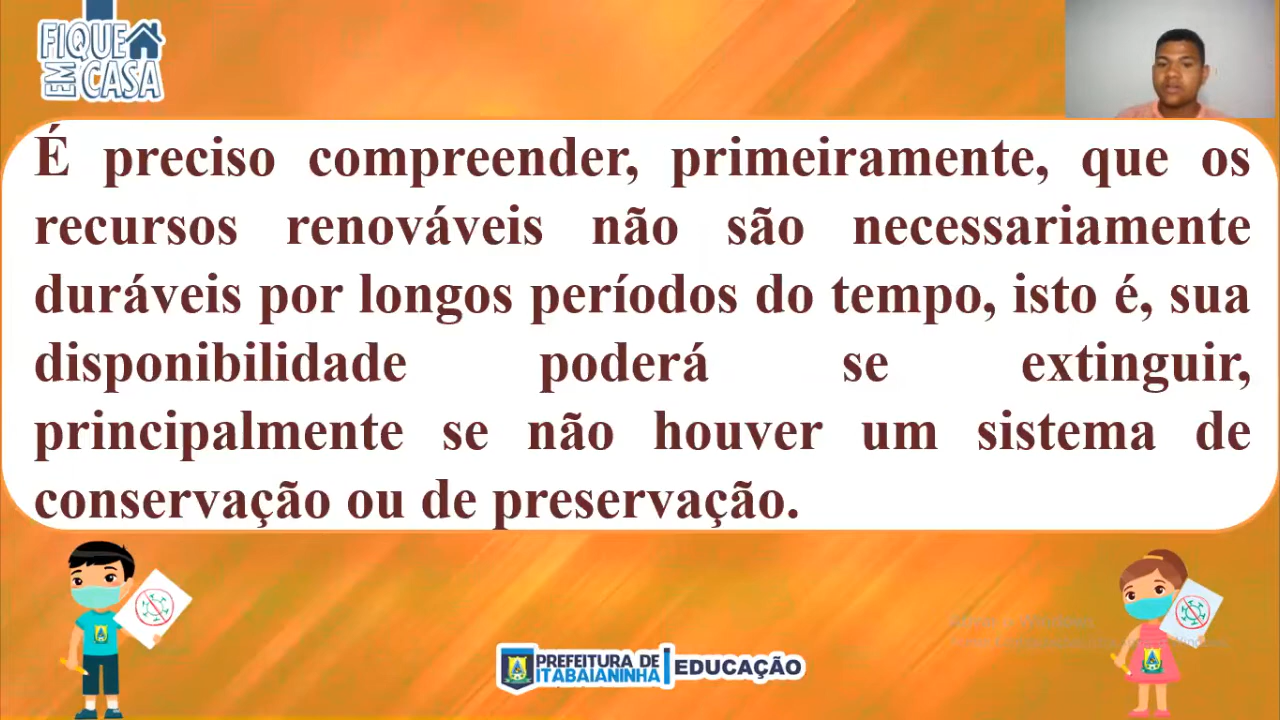 FIQUE
EM CASA
É preciso compreender, primeiramente, que os
recursos renováveis não são necessariamente
duráveis por longos períodos do tempo, isto é, sua
disponibilidade poderá se extinguir,
principalmente se não houver um sistema de
conservação ou de preservação.
PREFEITURA DE
ITABAIANINHA
EDUCAÇÃO